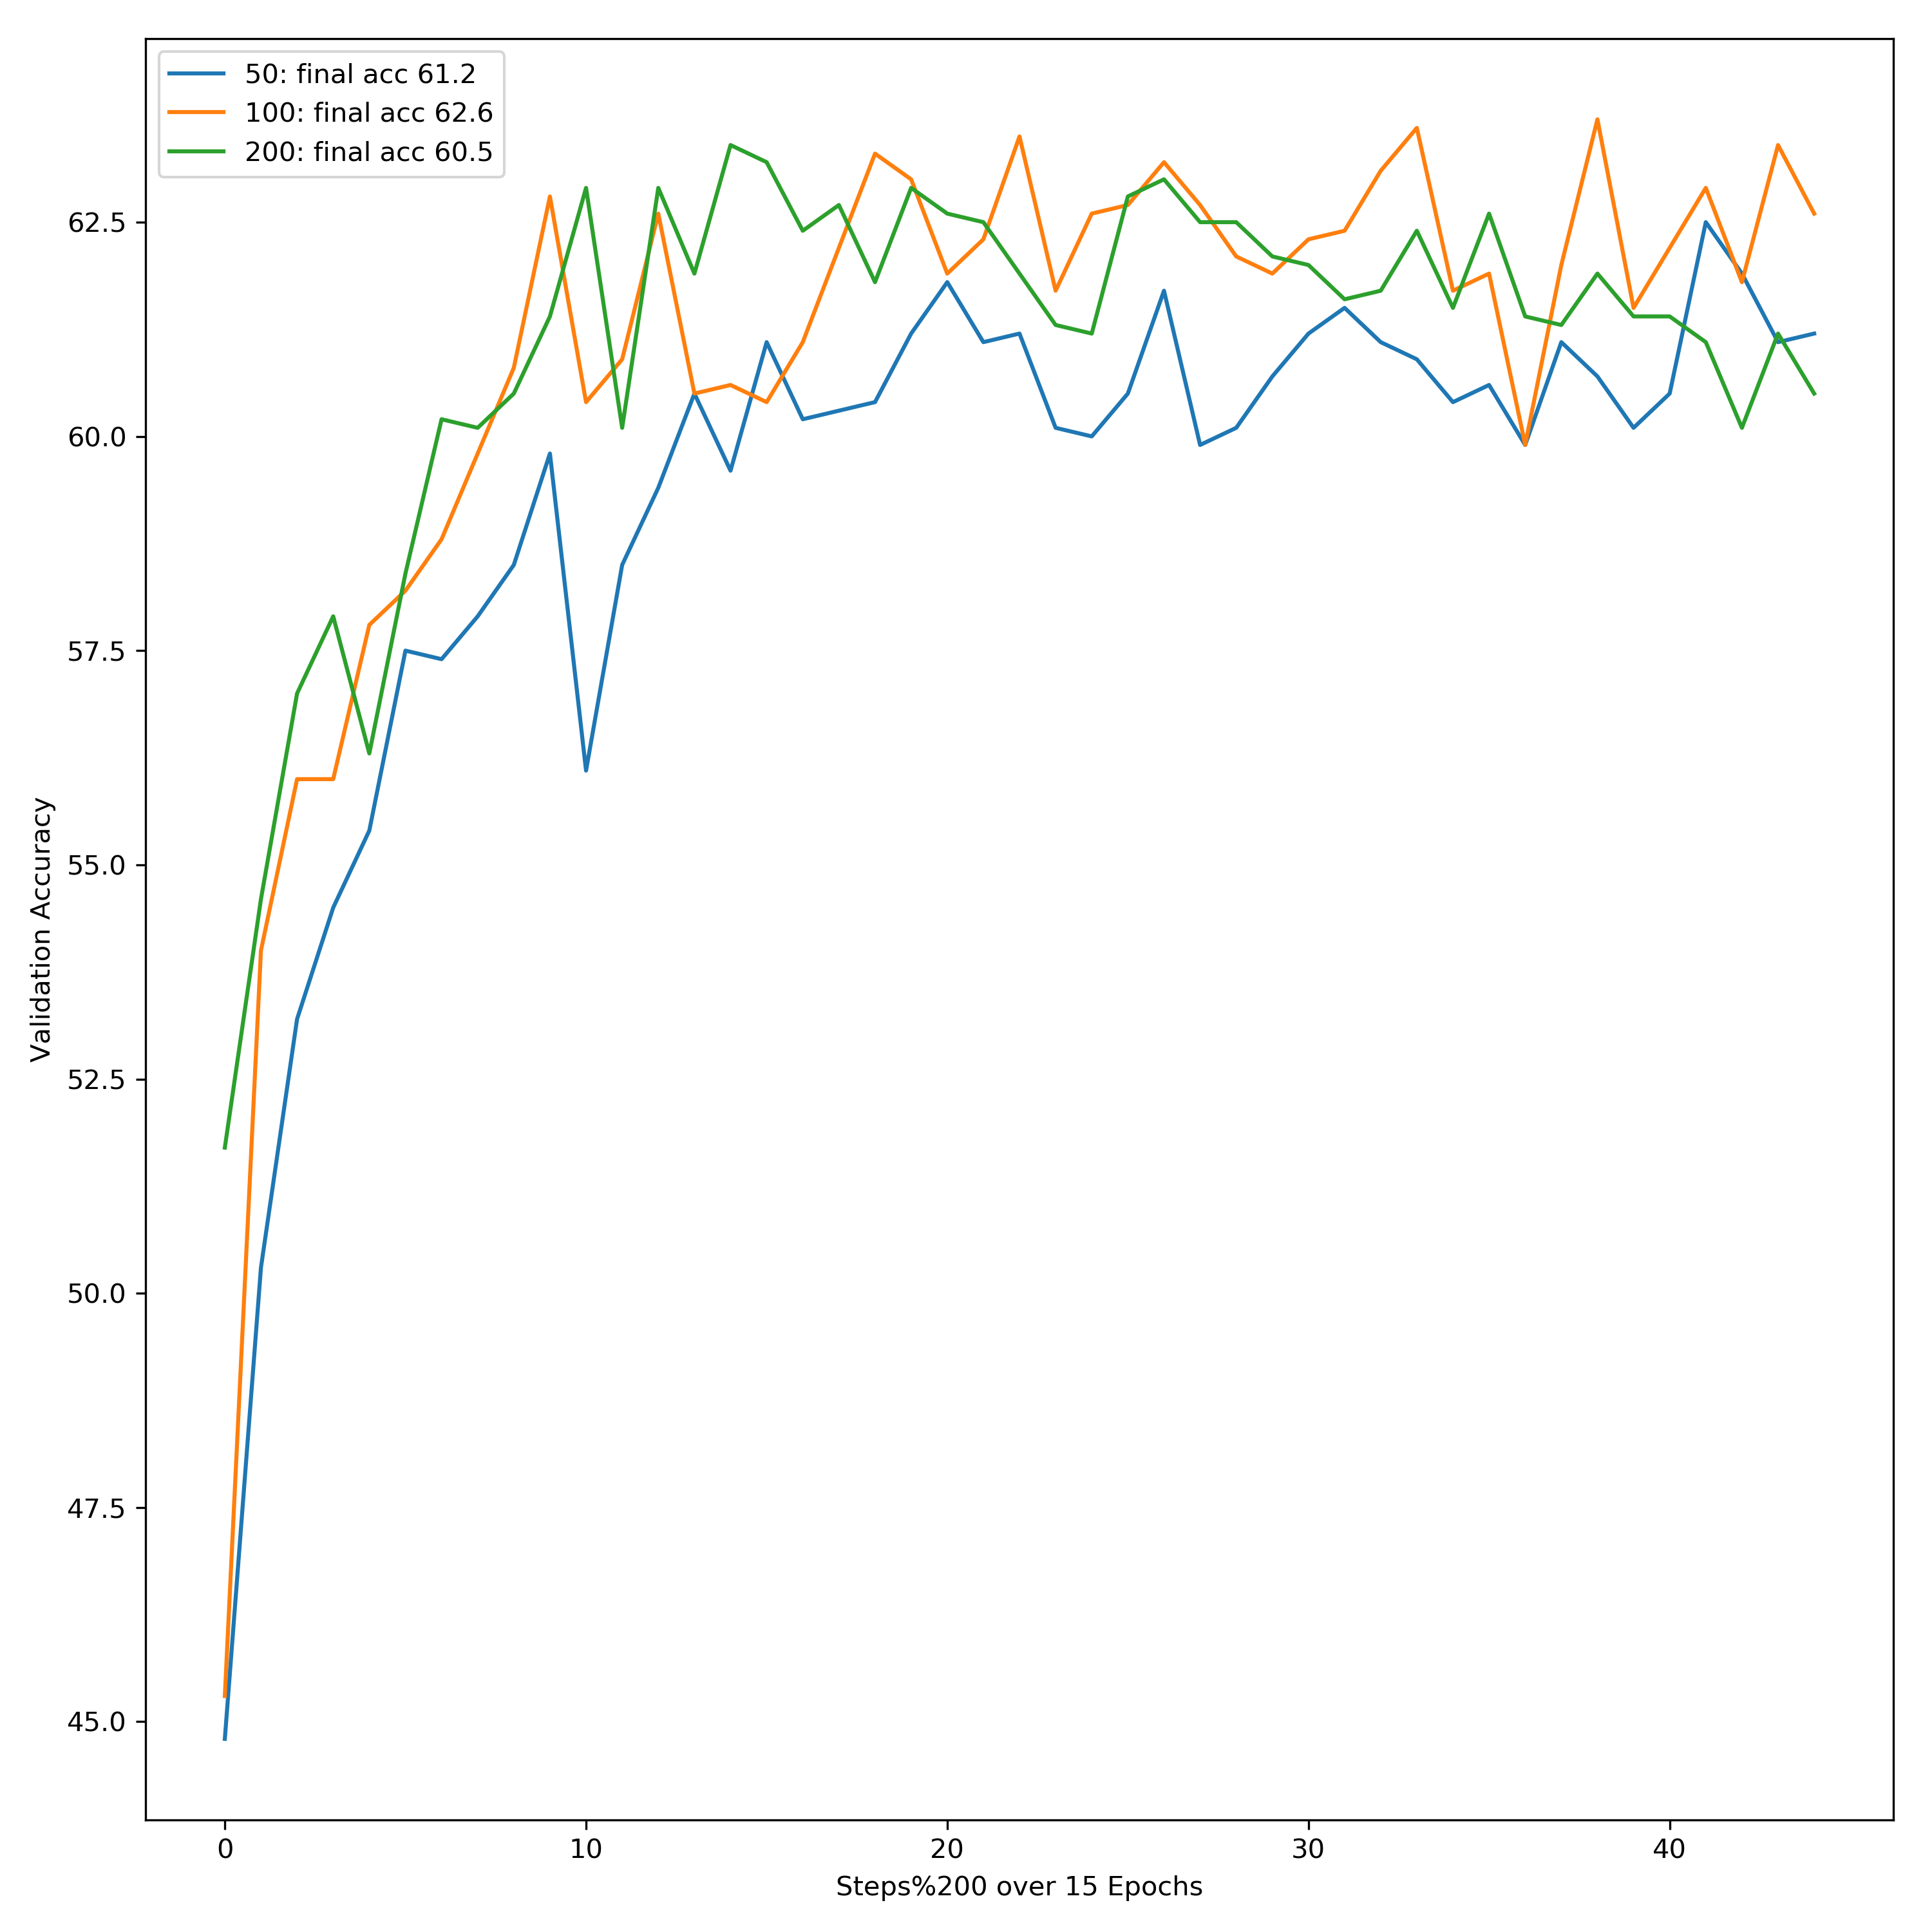 50: final acc 61.2
100: final acc 62.6
200: final acc 60.5
62.5
60.0
57.5
55.0
52.5
50.0
47.5
45.0
Validation Accuracy
0 10 20 30 40
Steps%200 over 15 Epochs